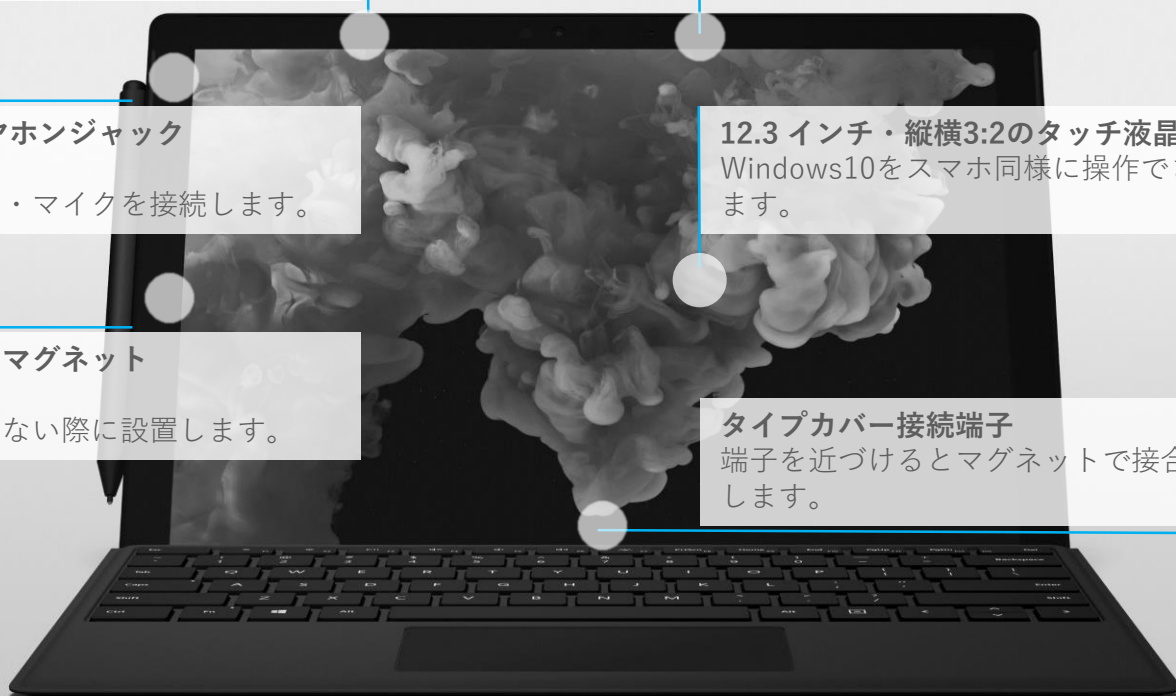 ホンジャック
・マイクを接続します。
マグネット
ない際に設置します。
12.3 インチ・縦横3:2のタッチ液晶
Windows10をスマホ同様に操作で
ます。
タイプカバー接続端子
端子を近づけるとマグネットで接合
します。